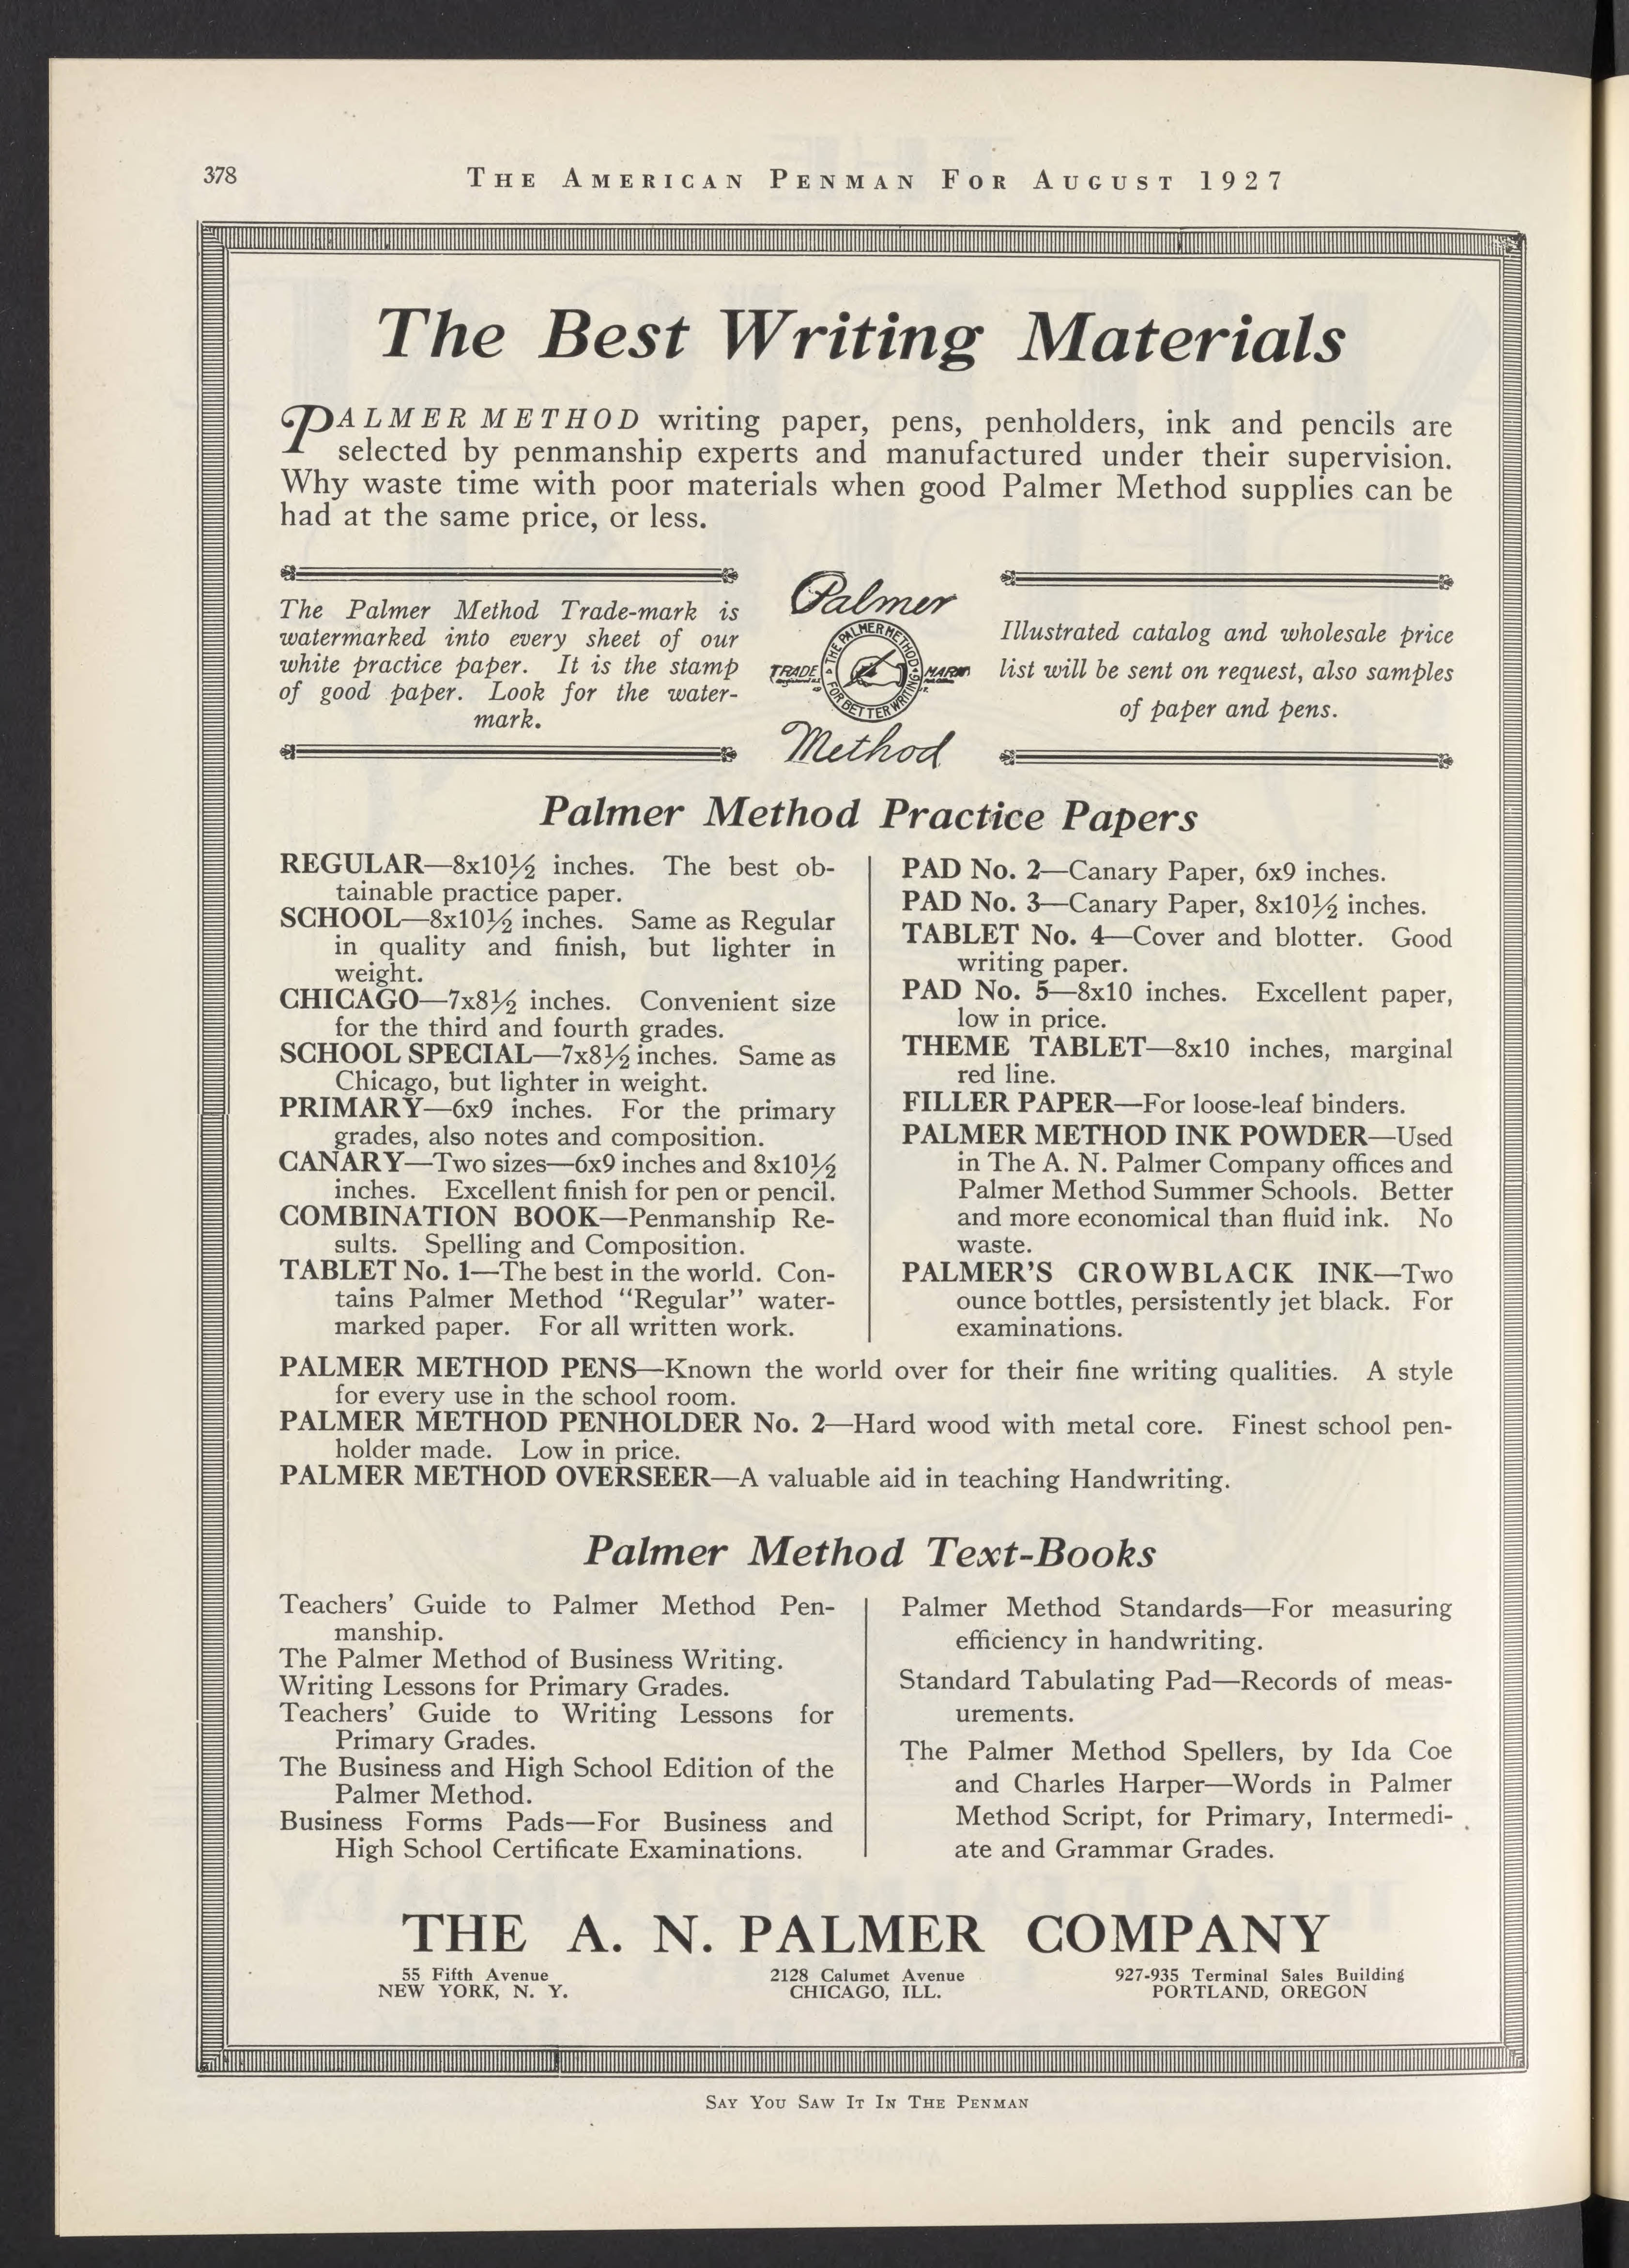 378
The American Penman For August 1927
The Best Writing Materials
PALMER METHOD writing paper, pens, penholders, ink and pencils are
selected by penmanship experts and manufactured under their supervision.
Why waste time with poor materials when good Palmer Method supplies can be
had at the same price, or less.
The Palmer Method Trade-mark is
watermarked into every sheet of our
white practice paper. It is the stamp
of good paper. Look for the water-
mark.
Palmer
THE PALMER METHOD
FOR BETTER WRITING
TRADE MARK
Method
Illustrated catalog and wholesale price
list will be sent on request, also samples
of paper and pens.
Palmer Method Practice Papers
REGULAR—8x10½ inches. The best ob-
tainable practice paper.
SCHOOL—8x10½ inches. Same as Regular
in quality and finish, but lighter in
weight.
CHICAGO—7x8½ inches. Convenient size
for the third and fourth grades.
SCHOOL SPECIAL—7x8½ inches. Same as
Chicago, but lighter in weight.
PRIMARY—6x9 inches. For the primary
grades, also notes and composition.
CANARY—Two sizes—6x9 inches and 8x10½
inches. Excellent finish for pen or pencil.
COMBINATION BOOK—Penmanship Re-
sults. Spelling and Composition.
TABLET No. 1—The best in the world. Con-
tains Palmer Method "Regular" water-
marked paper. For all written work.
PAD No. 2—Canary Paper, 6x9 inches.
PAD No. 3—Canary Paper, 8x10½ inches.
TABLET No. 4—Cover and blotter. Good
writing paper.
PAD No. 5—8x10 inches. Excellent paper,
low in price.
THEME TABLET—8x10 inches, marginal
red line.
FILLER PAPER—For loose-leaf binders.
PALMER METHOD INK POWDER—Used
in The A. N. Palmer Company offices and
Palmer Method Summer Schools. Better
and more economical than fluid ink. No
waste.
PALMER'S CROWBLACK INK—Two
ounce bottles, persistently jet black. For
examinations.
PALMER METHOD PENS—Known the world over for their fine writing qualities. A style
for every use in the school room.
PALMER METHOD PENHOLDER No. 2—Hard wood with metal core. Finest school pen-
holder made. Low in price.
PALMER METHOD OVERSEER—A valuable aid in teaching Handwriting.
Palmer Method Text-Books
Teachers' Guide to Palmer Method Pen-
manship.
The Palmer Method of Business Writing.
Writing Lessons for Primary Grades.
Teachers' Guide to Writing Lessons for
Primary Grades.
The Business and High School Edition of the
Palmer Method.
Business Forms Pads—For Business and
High School Certificate Examinations.
Palmer Method Standards—For measuring
efficiency in handwriting.
Standard Tabulating Pad—Records of meas-
urements.
The Palmer Method Spellers, by Ida Coe
and Charles Harper—Words in Palmer
Method Script, for Primary, Intermedi-
ate and Grammar Grades.
THE A. N. PALMER COMPANY
55 Fifth Avenue
NEW YORK, N. Y.
2128 Calumet Avenue
CHICAGO, ILL.
927-935 Terminal Sales Building
PORTLAND, OREGON
Say You Saw It In The Penman